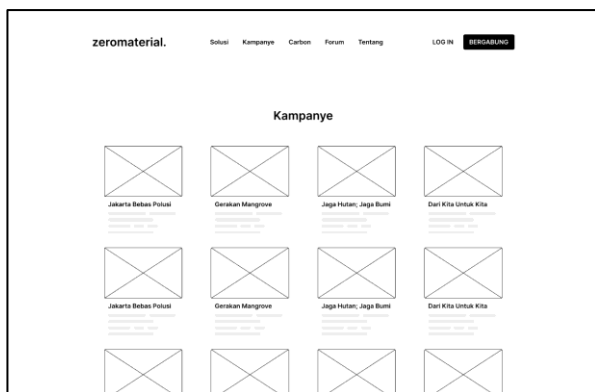 zeromaterial. Solusi Kampanye Carbon Forum Tentang LOG IN BERGABUNG
Kampanye
Jakarta Bebas Polusi Gerakan Mangrove Jaga Hutan; Jaga Bumi Dari Kita Untuk Kita
Jakarta Bebas Polusi Gerakan Mangrove Jaga Hutan; Jaga Bumi Dari Kita Untuk Kita